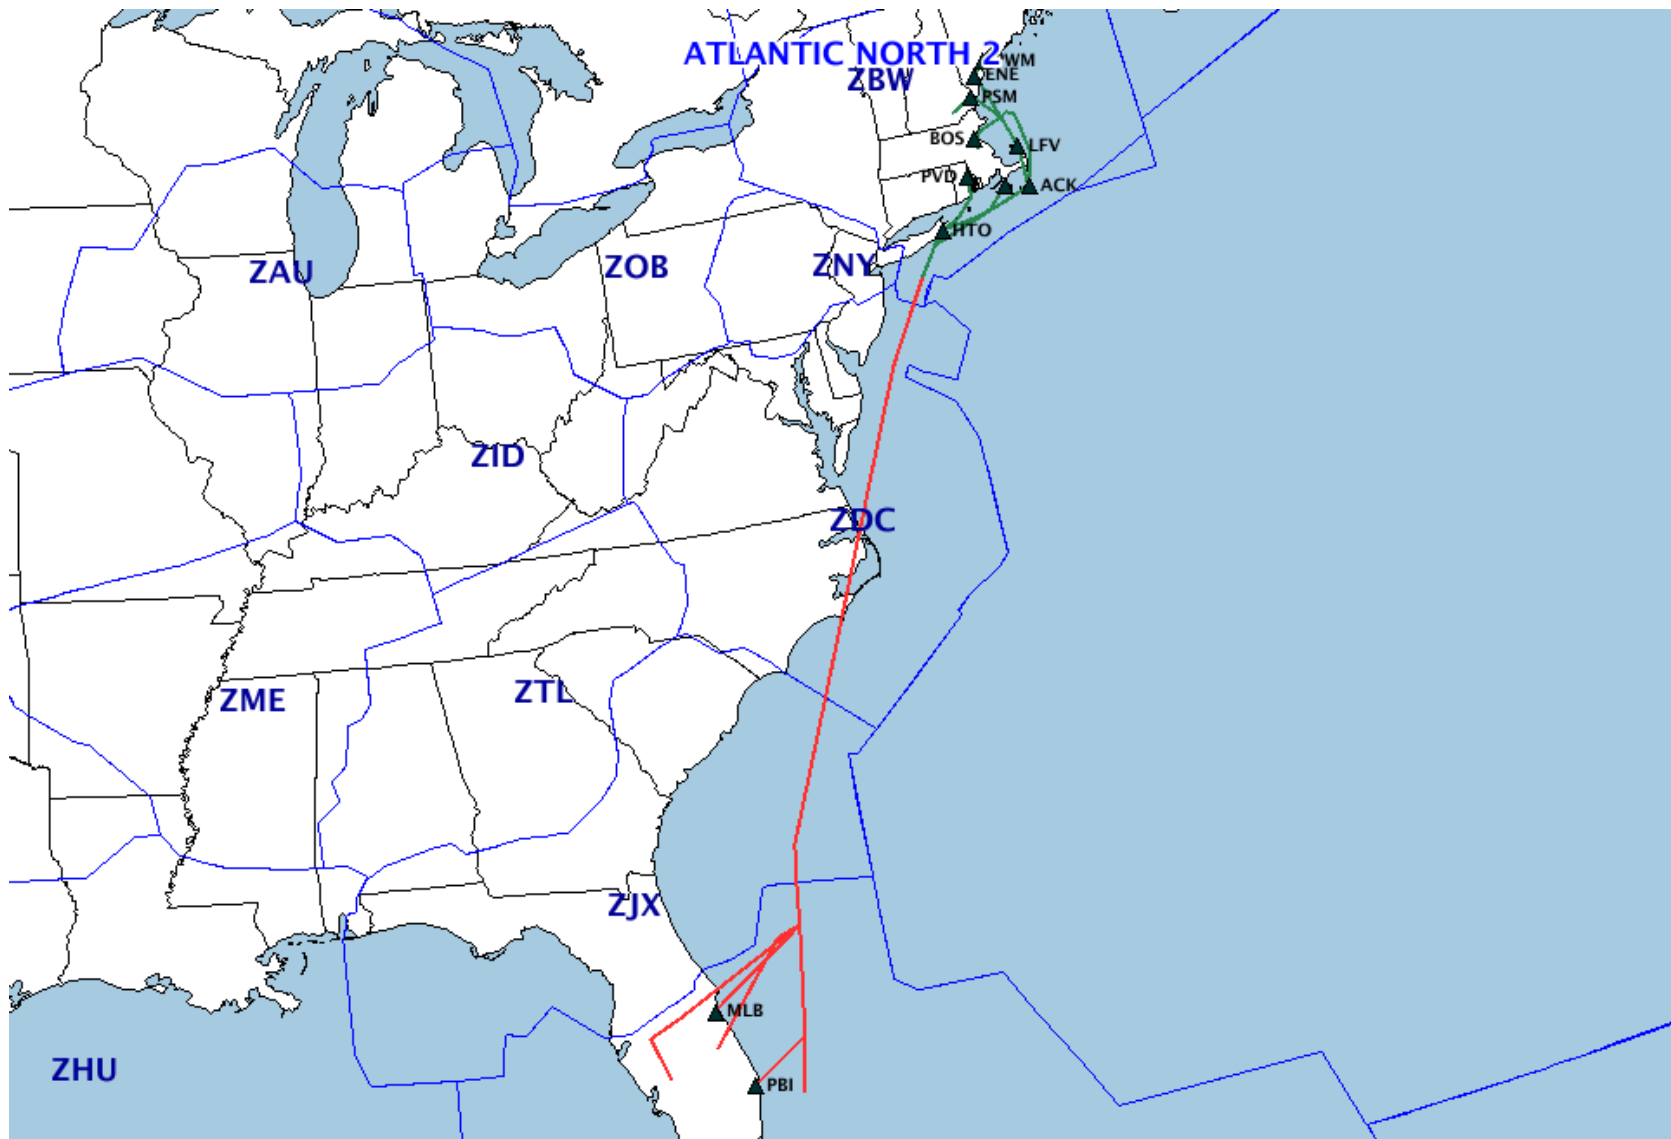 ATLANTIC NORTH 2
WM
ENE
ZBW
PSM
BOS
LFV
PVD
ACK
HTO
ZAU
ZOB
ZNY
ZID
ZDC
ZME
ZTL
ZJX
MLB
ZHU
PBI